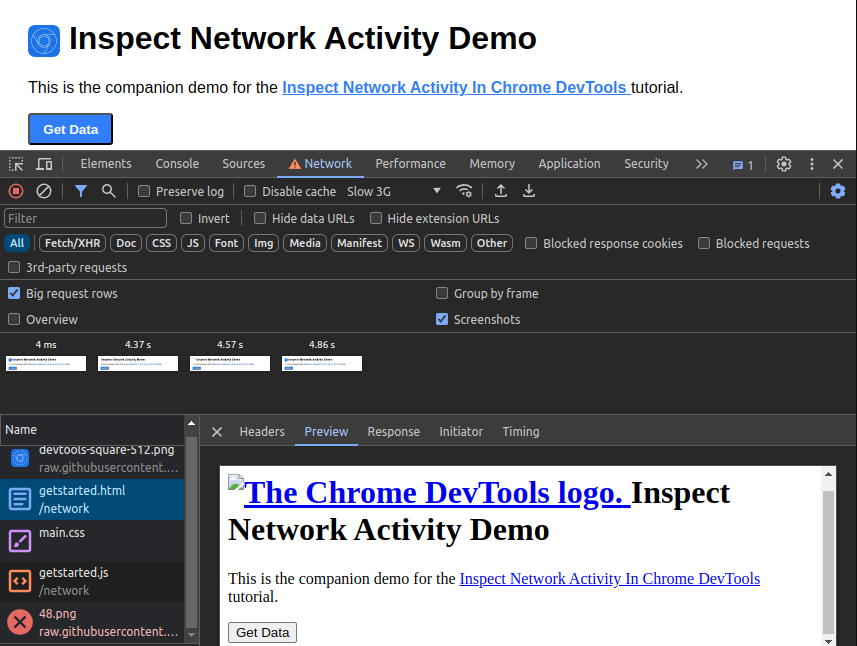 Inspect Network Activity Demo
This is the companion demo for the Inspect Network Activity In Chrome DevTools tutorial.
Get Data
Elements Console Sources Network Performance Memory Application Security 1
Preserve log Disable cache Slow 3G
Filter Invert Hide data URLs Hide extension URLs
All Fetch/XHR Doc CSS JS Font Img Media Manifest WS Wasm Other Blocked response cookies Blocked requests
3rd-party requests
Big request rows Group by frame
Overview Screenshots
4 ms 4.37 s 4.57 s 4.86 s
Name
Headers Preview Response Initiator Timing
devtools-square-512.png
raw.githubusercontent....
getstarted.html
/network
main.css
getstarted.js
/network
48.png
raw.githubusercontent....
The Chrome DevTools logo. Inspect
Network Activity Demo
This is the companion demo for the Inspect Network Activity In Chrome DevTools
tutorial.
Get Data